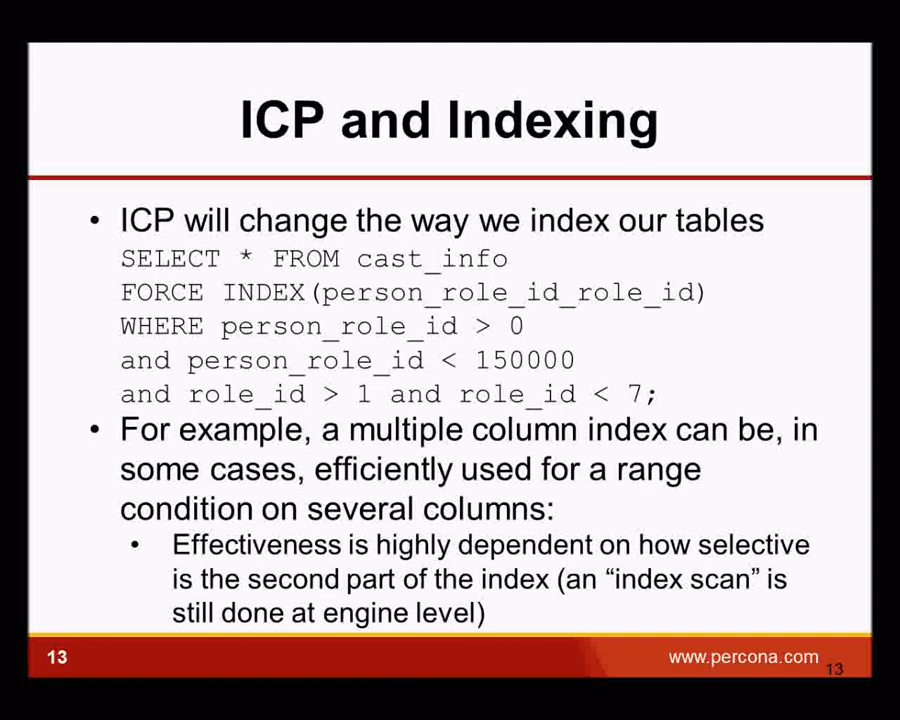 ICP and Indexing
• ICP will change the way we index our tables
SELECT * FROM cast_info
FORCE INDEX(person_role_id_role_id)
WHERE person_role_id > 0
and person_role_id < 150000
and role_id > 1 and role_id < 7;
• For example, a multiple column index can be, in
some cases, efficiently used for a range
condition on several columns:
• Effectiveness is highly dependent on how selective
is the second part of the index (an “index scan” is
still done at engine level)
13
www.percona.com
13